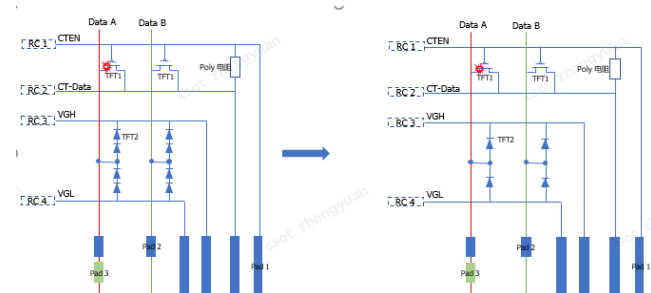 Data A Data B
RC 1 CTEN
TFT1 TFT1 Poly 电阻
RC 2 CT-Data
RC 3 VGH
TFT2
RC 4 VGL
Pad 2
Pad 3
Pad 1
csot zhengyuan
csot zhengyuan
Data A Data B
RC 1 CTEN
TFT1 TFT1 Poly 电阻
RC 2 CT-Data
RC 3 VGH
TFT2
RC 4 VGL
Pad 2
Pad 3
Pad 1
csot zhengyuan